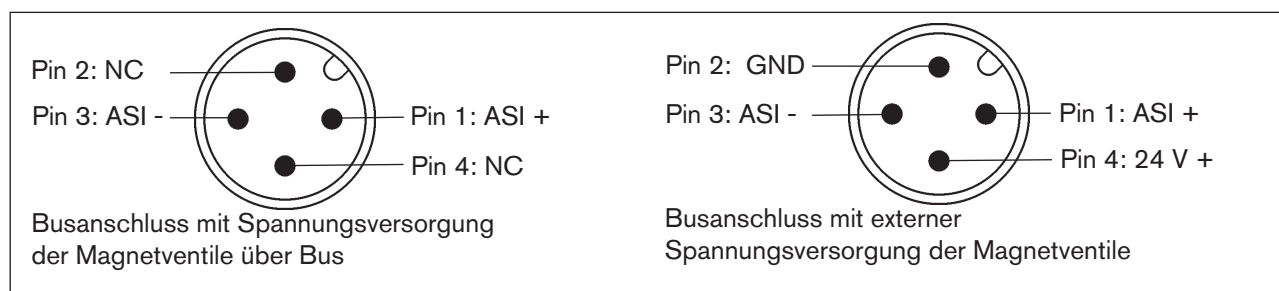 Pin 2: NC
Pin 3: ASI -
Pin 1: ASI +
Pin 4: NC
Busanschluss mit Spannungsversorgung
der Magnetventile über Bus
Pin 2: GND
Pin 3: ASI -
Pin 1: ASI +
Pin 4: 24 V +
Busanschluss mit externer
Spannungsversorgung der Magnetventile